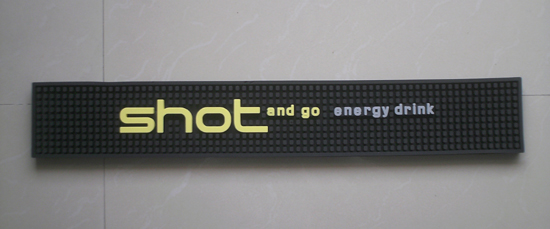 shot and go energy drink